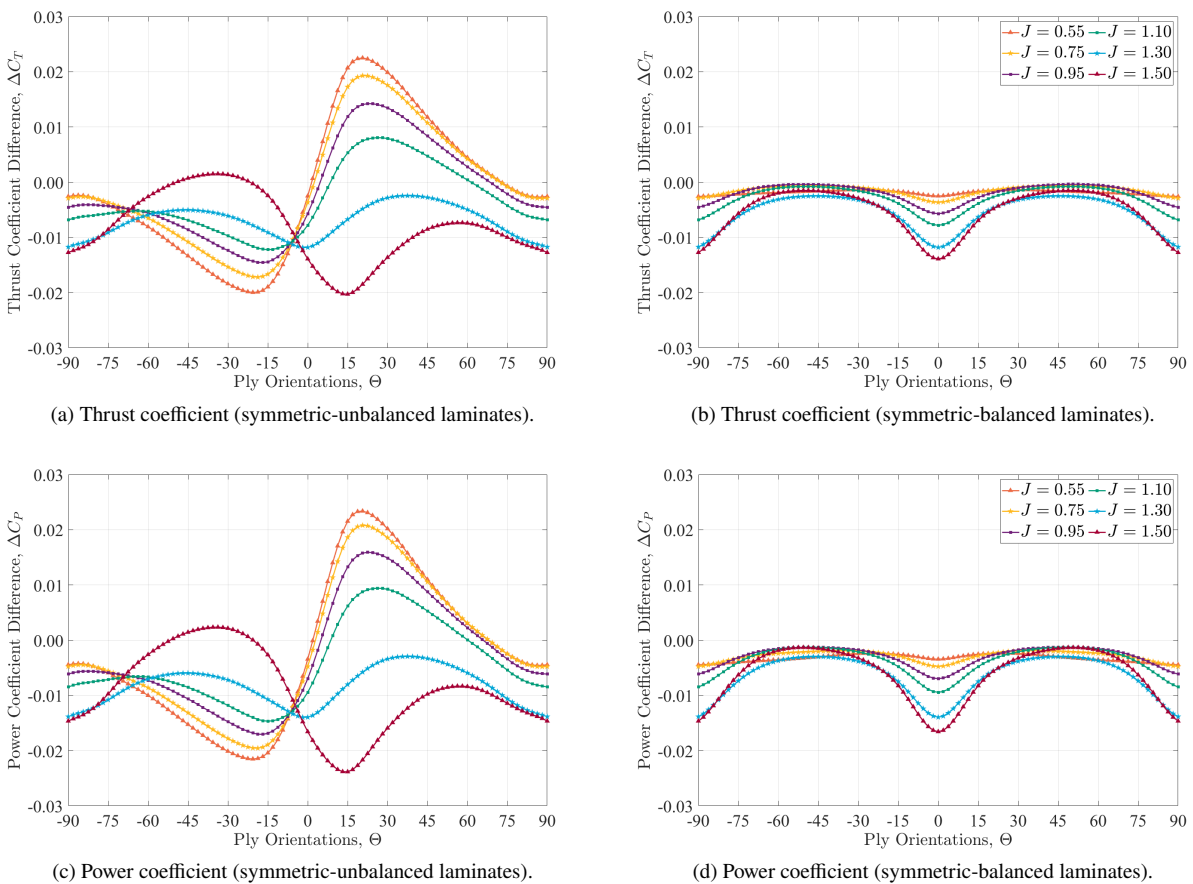 0.03
0.02
0.01
0.00
-0.01
-0.02
-0.03
Thrust Coefficient Difference, ΔC_T
-90 -75 -60 -45 -30 -15 0 15 30 45 60 75 90
Ply Orientations, Θ
(a) Thrust coefficient (symmetric-unbalanced laminates).
0.03
0.02
0.01
0.00
-0.01
-0.02
-0.03
Thrust Coefficient Difference, ΔC_T
J = 0.55 J = 1.10
J = 0.75 J = 1.30
J = 0.95 J = 1.50
-90 -75 -60 -45 -30 -15 0 15 30 45 60 75 90
Ply Orientations, Θ
(b) Thrust coefficient (symmetric-balanced laminates).
0.03
0.02
0.01
0.00
-0.01
-0.02
-0.03
Power Coefficient Difference, ΔC_P
-90 -75 -60 -45 -30 -15 0 15 30 45 60 75 90
Ply Orientations, Θ
(c) Power coefficient (symmetric-unbalanced laminates).
0.03
0.02
0.01
0.00
-0.01
-0.02
-0.03
Power Coefficient Difference, ΔC_P
J = 0.55 J = 1.10
J = 0.75 J = 1.30
J = 0.95 J = 1.50
-90 -75 -60 -45 -30 -15 0 15 30 45 60 75 90
Ply Orientations, Θ
(d) Power coefficient (symmetric-balanced laminates).